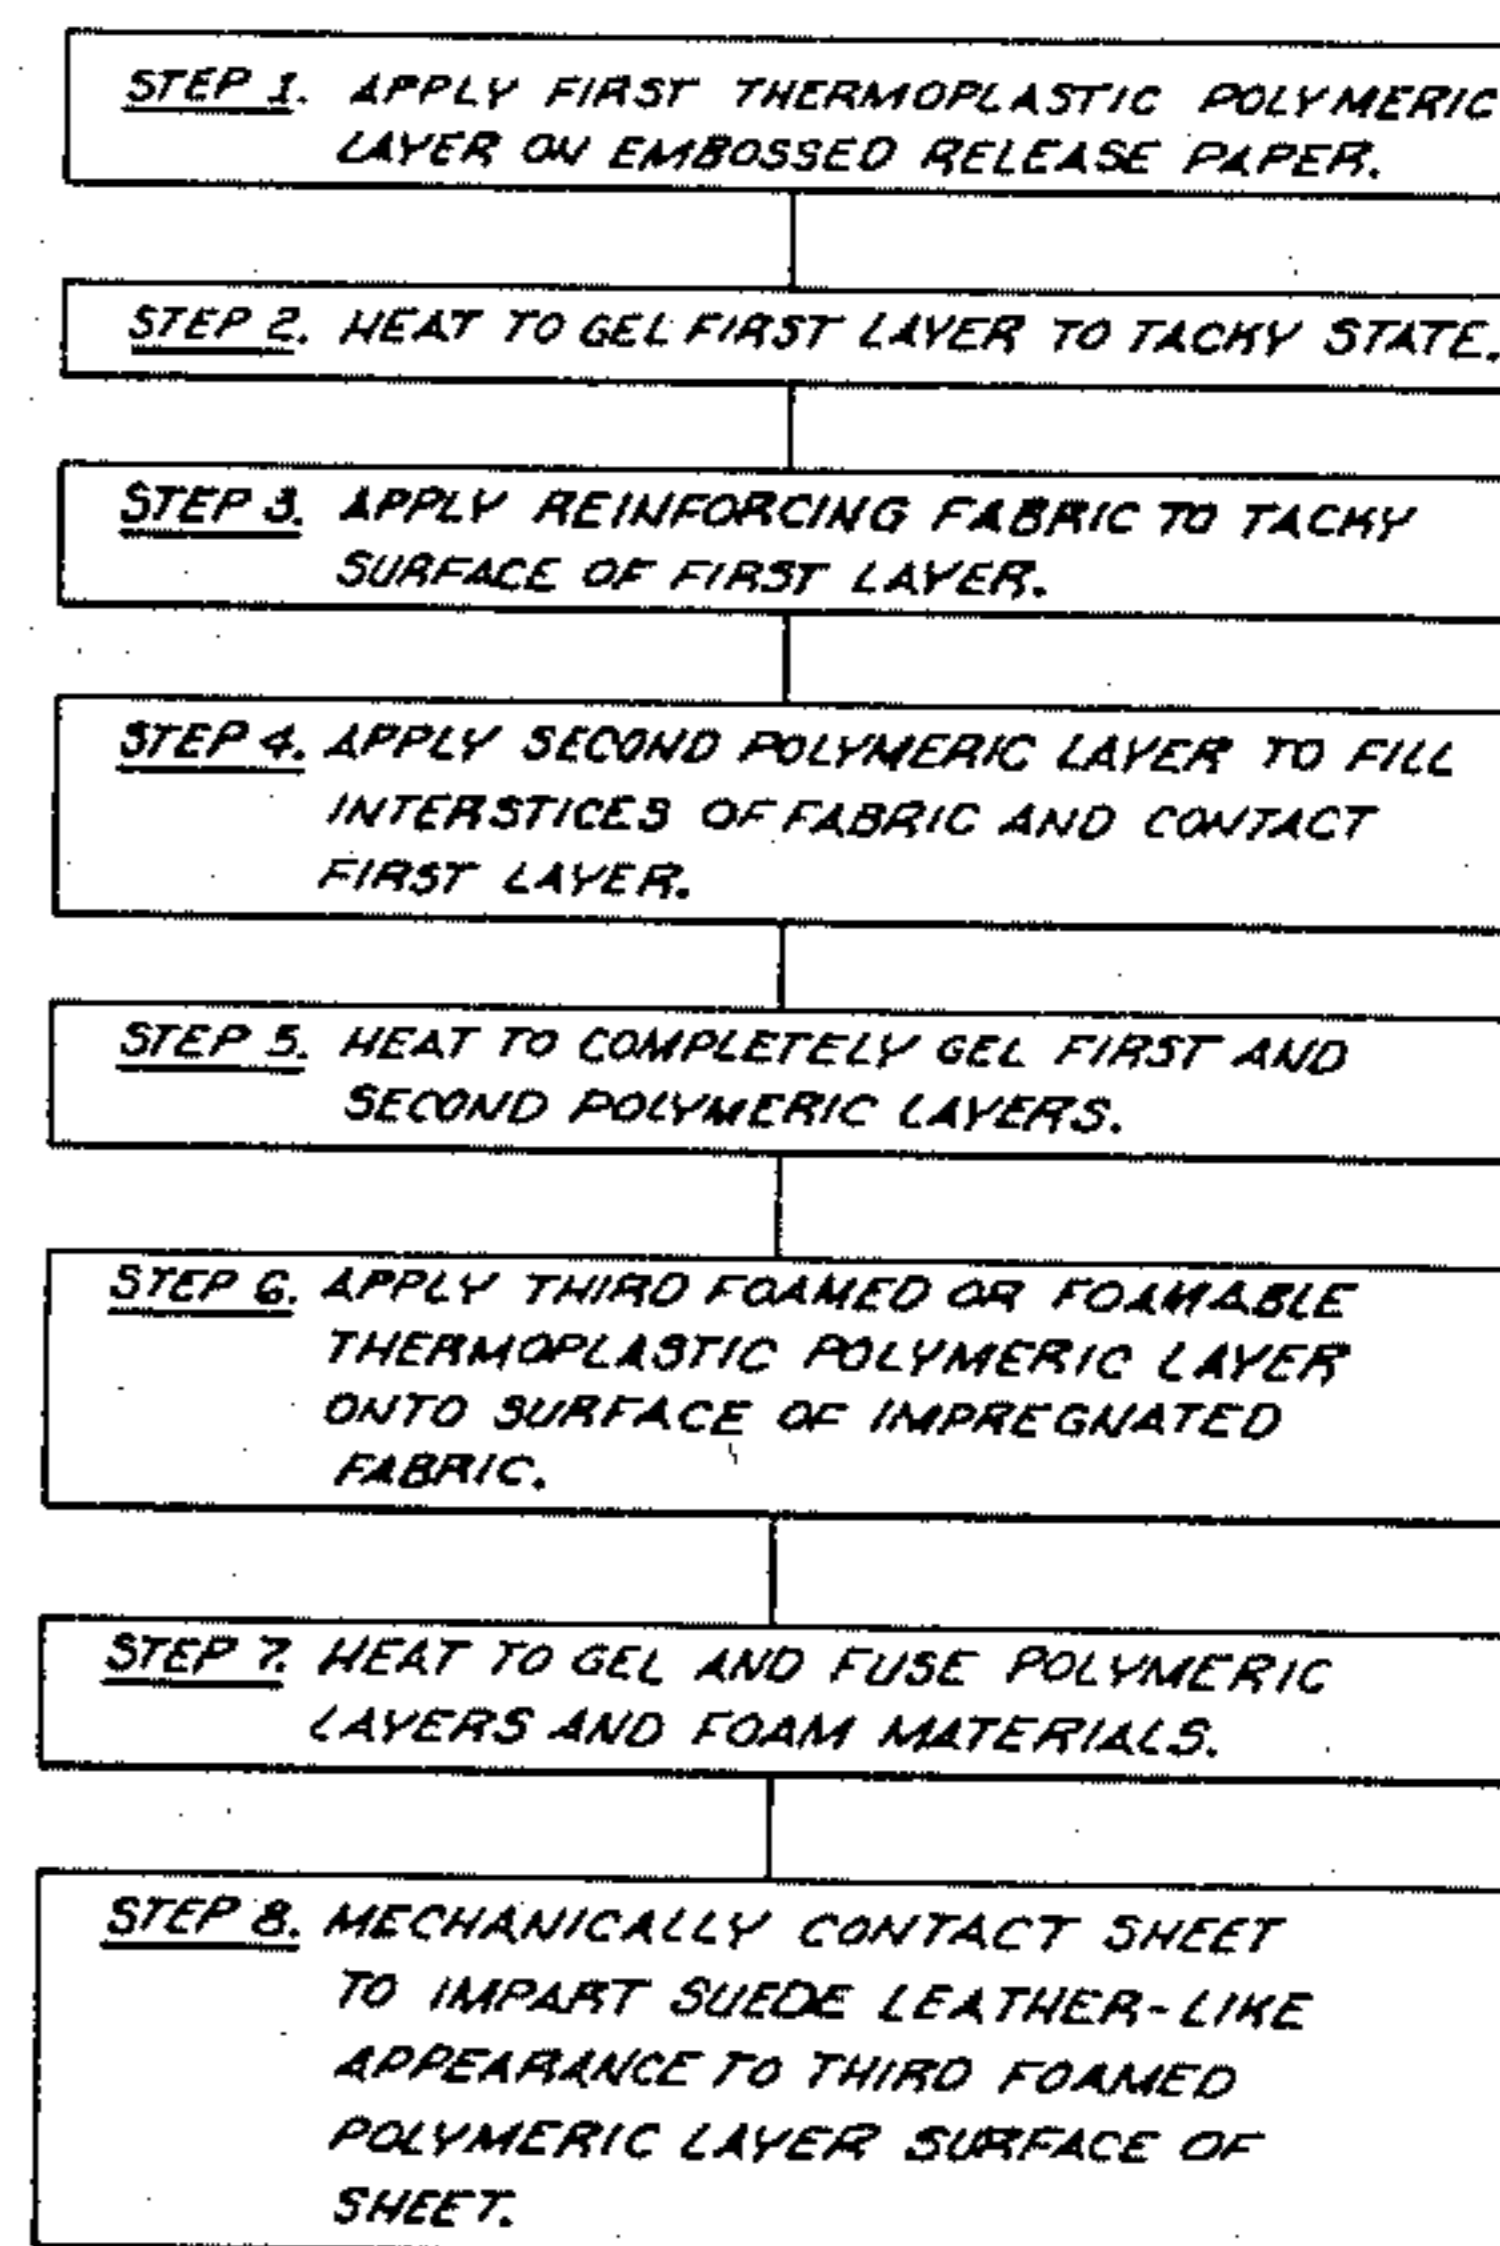 STEP 1. APPLY FIRST THERMOPLASTIC POLYMERIC
LAYER ON EMBOSSED RELEASE PAPER.
STEP 2. HEAT TO GEL FIRST LAYER TO TACKY STATE.
STEP 3. APPLY REINFORCING FABRIC TO TACKY
SURFACE OF FIRST LAYER.
STEP 4. APPLY SECOND POLYMERIC LAYER TO FILL
INTERSTICES OF FABRIC AND CONTACT
FIRST LAYER.
STEP 5. HEAT TO COMPLETELY GEL FIRST AND
SECOND POLYMERIC LAYERS.
STEP 6. APPLY THIRD FOAMED OR FOAMABLE
THERMOPLASTIC POLYMERIC LAYER
ONTO SURFACE OF IMPREGNATED
FABRIC.
STEP 7. HEAT TO GEL AND FUSE POLYMERIC
LAYERS AND FOAM MATERIALS.
STEP 8. MECHANICALLY CONTACT SHEET
TO IMPART SUEDE LEATHER-LIKE
APPEARANCE TO THIRD FOAMED
POLYMERIC LAYER SURFACE OF
SHEET.